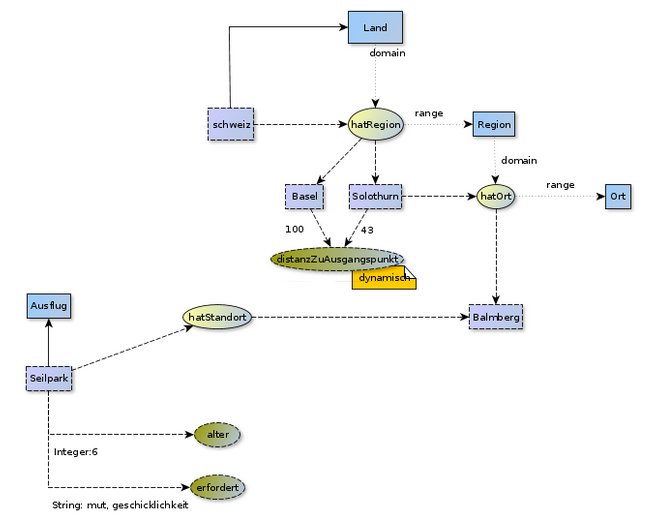 Land
domain
schweiz
hatRegion
range
Region
domain
Basel
Solothurn
hatOrt
range
Ort
100
43
distanzZuAusgangspunkt
dynamisch
Ausflug
hatStandort
Balmberg
Seilpark
alter
Integer:6
erfordert
String: mut, geschicklichkeit